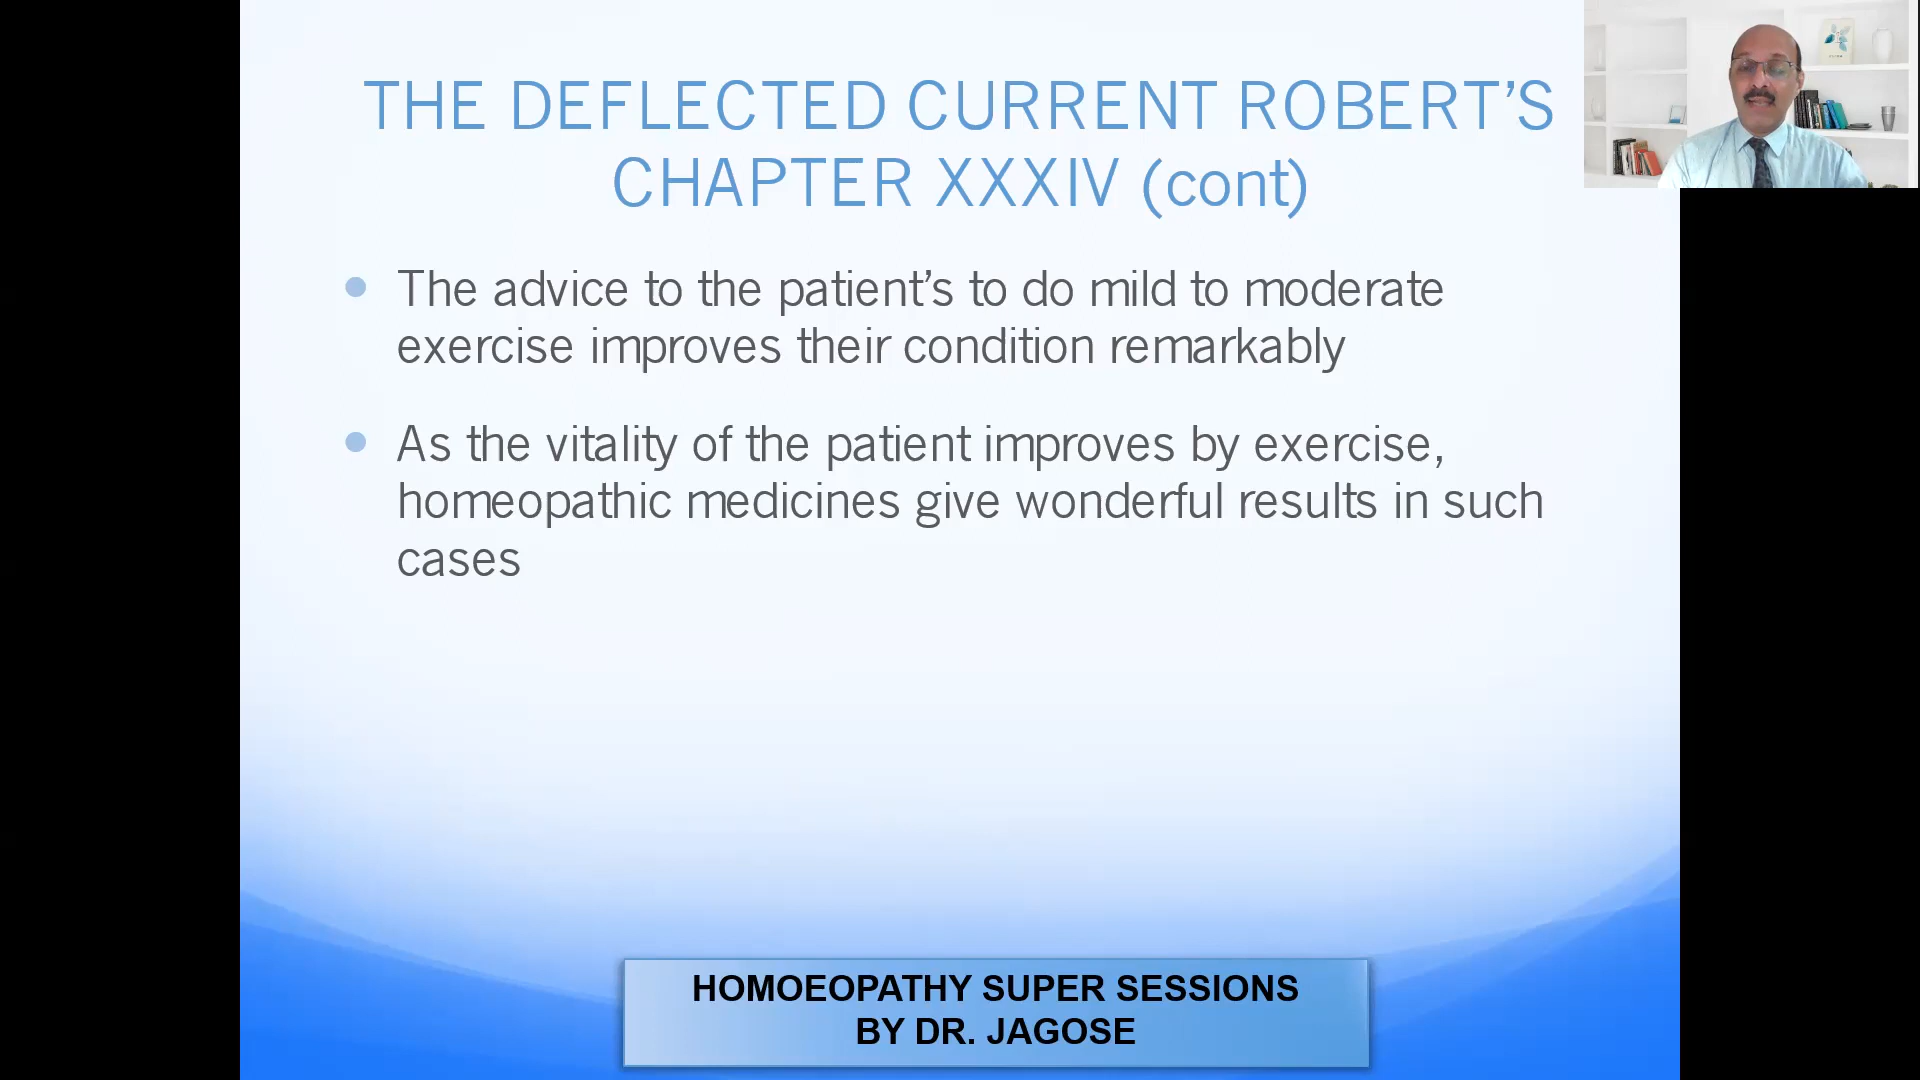 THE DEFLECTED CURRENT ROBERT’S
CHAPTER XXXIV (cont)
The advice to the patient’s to do mild to moderate
exercise improves their condition remarkably
As the vitality of the patient improves by exercise,
homeopathic medicines give wonderful results in such
cases
HOMOEOPATHY SUPER SESSIONS
BY DR. JAGOSE